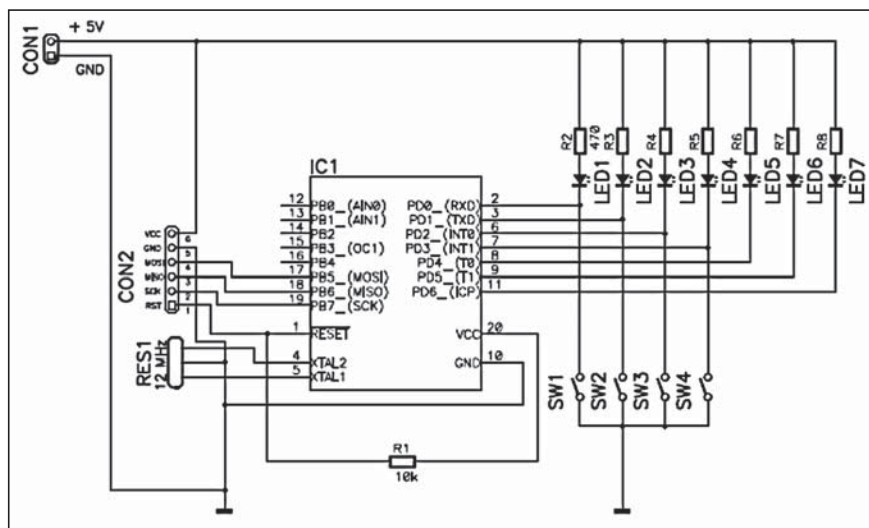 CON1
+ 5V
GND
R2
470
R3
R4
R5
R6
R7
R8
LED1
LED2
LED3
LED4
LED5
LED6
LED7
IC1
12 PB0_(AIN0)
13 PB1_(AIN1)
14 PB2
15 PB3_(OC1)
16 PB4
17 PB5_(MOSI)
18 PB6_(MISO)
19 PB7_(SCK)
1 RESET
4 XTAL2
5 XTAL1
PD0_(RXD) 2
PD1_(TXD) 3
PD2_(INT0) 6
PD3_(INT1) 7
PD4_(T0) 8
PD5_(T1) 9
PD6_(ICP) 11
VCC 20
GND 10
CON2
VCC 6
GND 5
MOSI 4
MISO 3
SCK 2
RST 1
RES1
12 MHz
SW1
SW2
SW3
SW4
R1
10k